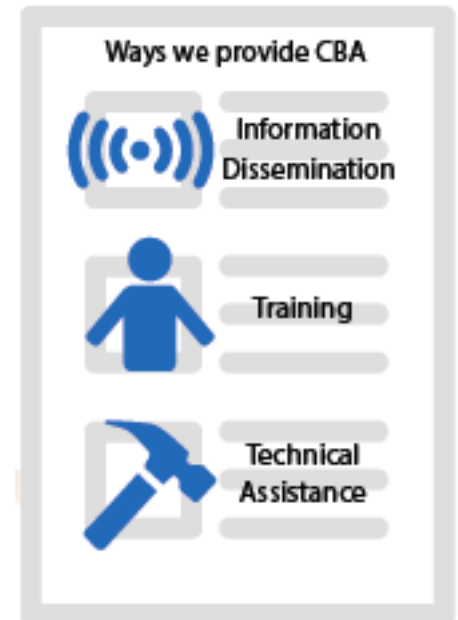 Ways we provide CBA
Information
Dissemination
Training
Technical
Assistance